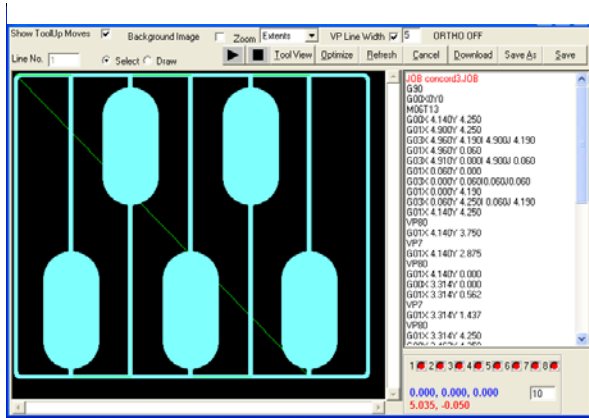 Show ToolUp Moves Background Image Zoom Extents VP Line Width 5 ORTHO OFF
Line No. 1 Select Draw Tool View Optimize Refresh Cancel Download Save As Save
JOB concord3.JOB
G90
G00X0Y0
M06T13
G00X 4.140Y 4.250
G01X 4.900Y 4.250
G03X 4.960Y 4.190I 4.900J 4.190
G01X 4.960Y 0.060
G03X 4.910Y 0.000I 4.900J 0.060
G01X 0.060Y 0.000
G03X 0.000Y 0.060I0.060J0.060
G01X 0.000Y 4.190
G03X 0.060Y 4.250I 0.060J 4.190
G01X 4.140Y 4.250
VP80
G01X 4.140Y 3.750
VP7
G01X 4.140Y 2.875
VP80
G01X 4.140Y 0.000
G00X 3.314Y 0.000
G01X 3.314Y 0.562
VP7
G01X 3.314Y 1.437
VP80
G01X 3.314Y 4.250
1 2 3 4 5 6 7 8
0.000, 0.000, 0.000 10
5.035, -0.050